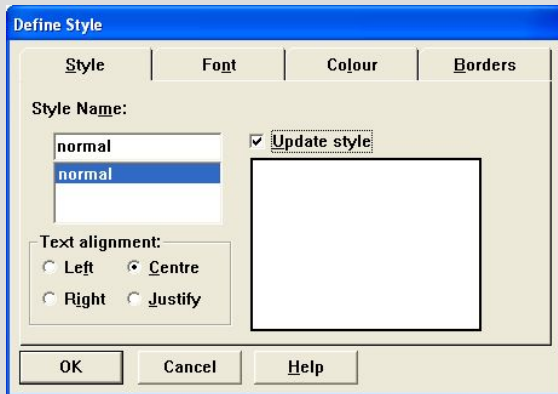 Define Style
Style Font Colour Borders
Style Name:
normal
Update style
normal
Text alignment:
Left Centre
Right Justify
OK Cancel Help